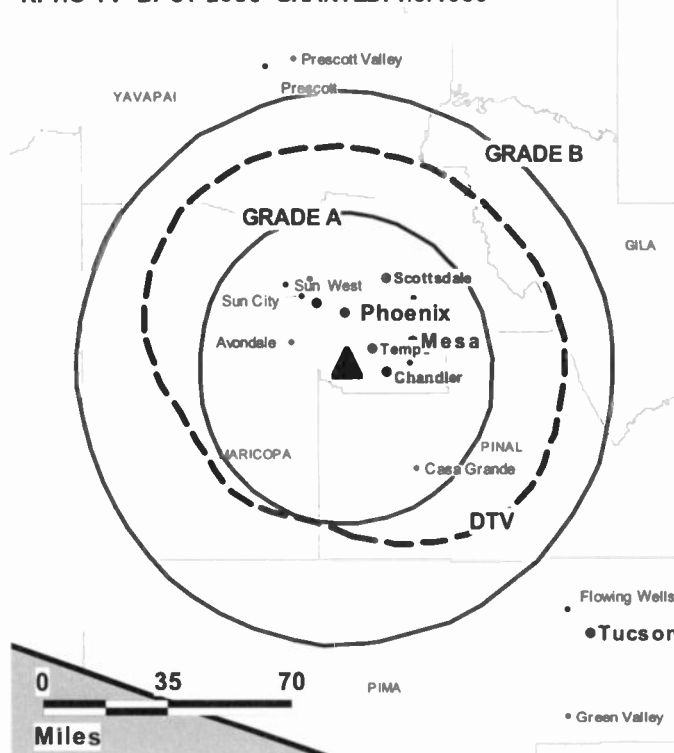 Prescott Valley
Prescott
YAVAPAI
GRADE B
GRADE A
GILA
Scottsdale
Sun West
Sun City
Phoenix
Avondale
Mesa
Chandler
MARICOPA
PINAL
Casa Grande
DTV
Flowing Wells
Tucson
0 35 70
PIMA
Miles
Green Valley